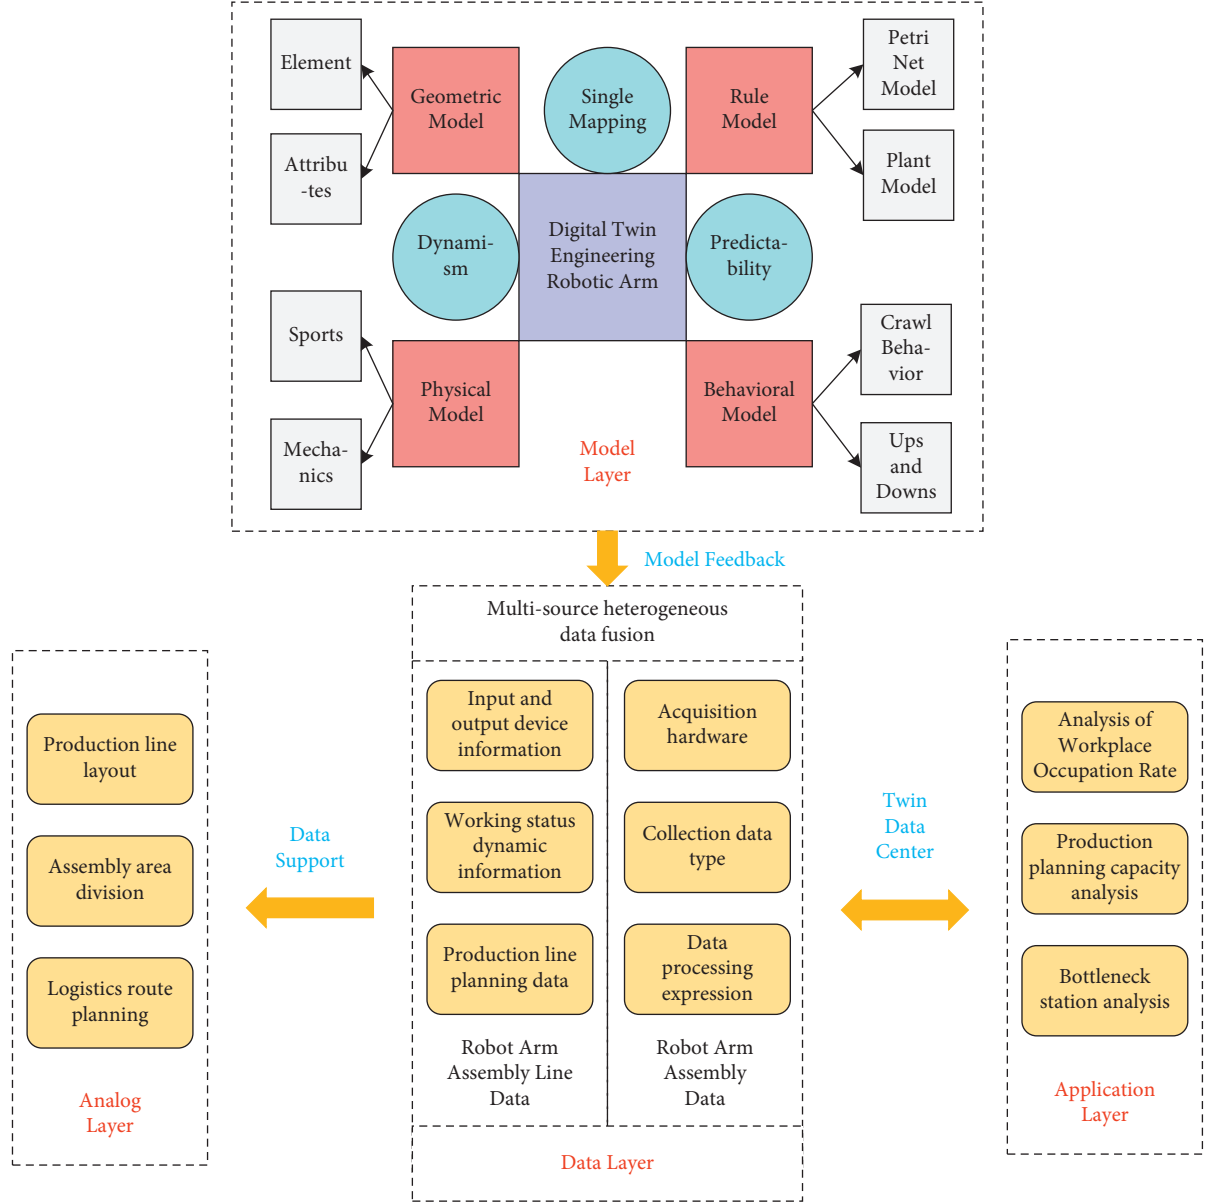 Element
Attribu
-tes
Geometric
Model
Single
Mapping
Rule
Model
Petri
Net
Model
Plant
Model
Dynami-
sm
Digital Twin
Engineering
Robotic Arm
Predicta-
bility
Sports
Mecha-
nics
Physical
Model
Behavioral
Model
Crawl
Beha-
vior
Ups
and
Downs
Model
Layer
Model Feedback
Production line
layout
Assembly area
division
Logistics route
planning
Analog
Layer
Data
Support
Multi-source heterogeneous
data fusion
Input and
output device
information
Working status
dynamic
information
Production line
planning data
Robot Arm
Assembly Line
Data
Acquisition
hardware
Collection data
type
Data
processing
expression
Robot Arm
Assembly
Data
Data Layer
Twin
Data
Center
Analysis of
Workplace
Occupation Rate
Production
planning capacity
analysis
Bottleneck
station analysis
Application
Layer